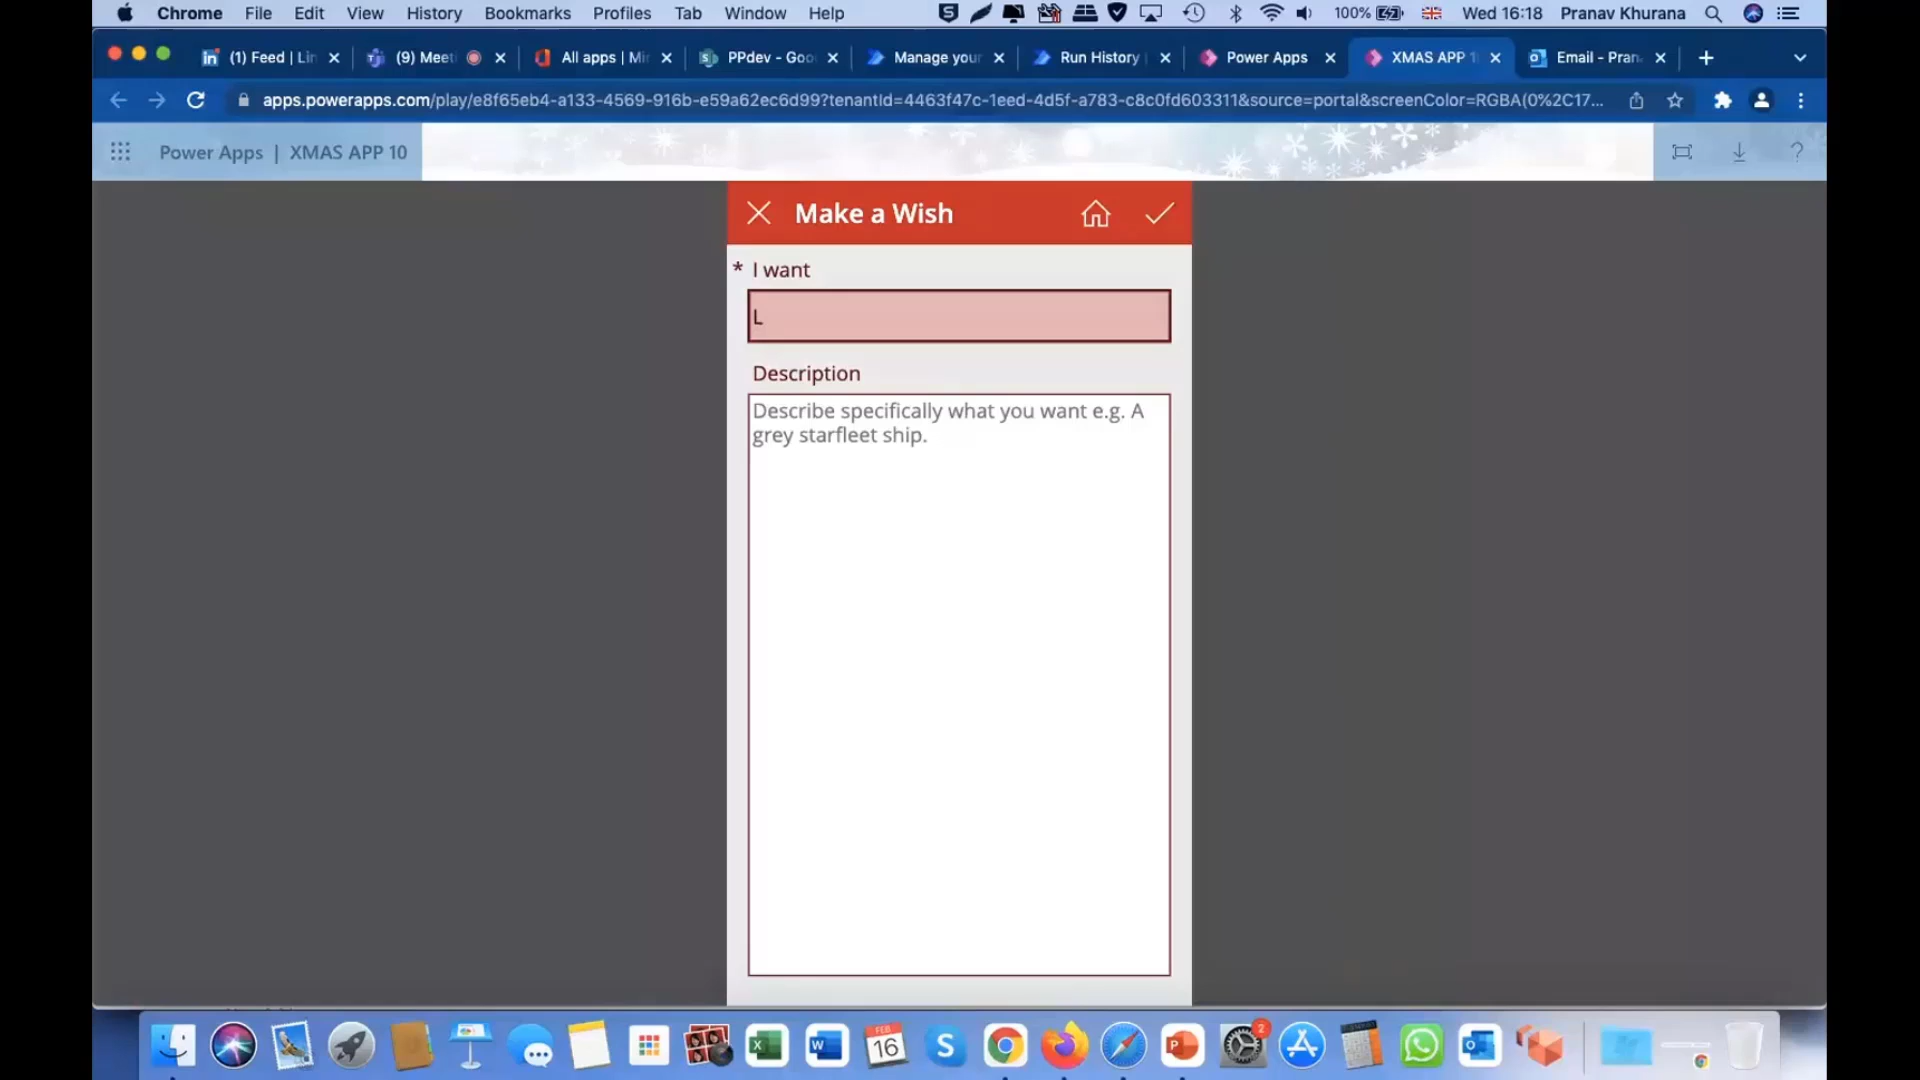 Chrome File Edit View History Bookmarks Profiles Tab Window Help 100% Wed 16:18 Pranav Khurana
(1) Feed | Lin (9) Meet All apps | Mi PPdev - Goo Manage your Run History Power Apps XMAS APP 1 Email - Pran
apps.powerapps.com/play/e8f65eb4-a133-4569-916b-e59a62ec6d99?tenantId=4463f47c-1eed-4d5f-a783-c8c0fd603311&source=portal&screenColor=RGBA(0%2C17...
Power Apps | XMAS APP 10
Make a Wish
* I want
L
Description
Describe specifically what you want e.g. A
grey starfleet ship.
FEB
16
2